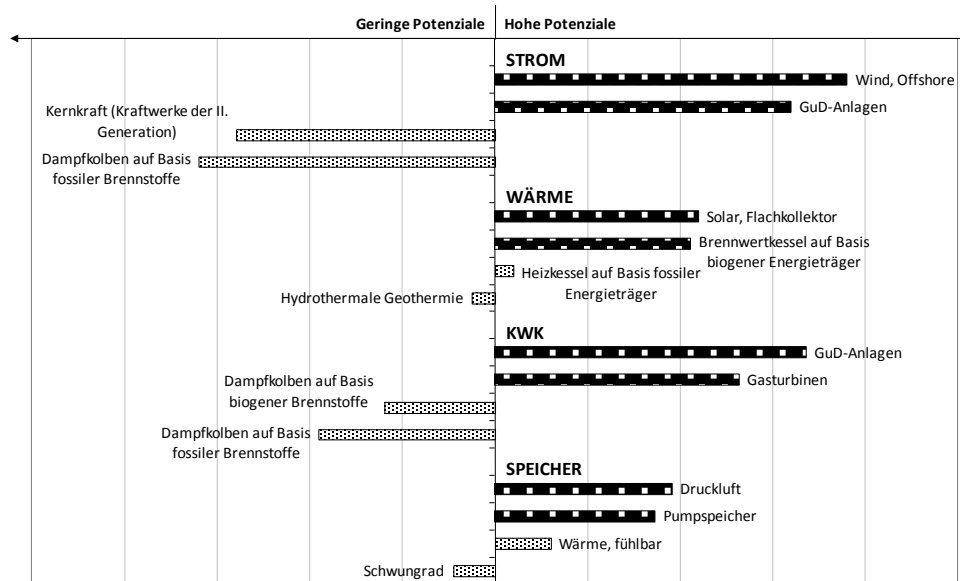 Geringe Potenziale
Hohe Potenziale
STROM
Wind, Offshore
GuD-Anlagen
Kernkraft (Kraftwerke der II.
Generation)
Dampfkolben auf Basis
fossiler Brennstoffe
WÄRME
Solar, Flachkollektor
Brennwertkessel auf Basis
biogener Energieträger
Heizkessel auf Basis fossiler
Energieträger
Hydrothermale Geothermie
KWK
GuD-Anlagen
Gasturbinen
Dampfkolben auf Basis
biogener Brennstoffe
Dampfkolben auf Basis
fossiler Brennstoffe
SPEICHER
Druckluft
Pumpspeicher
Wärme, fühlbar
Schwungrad